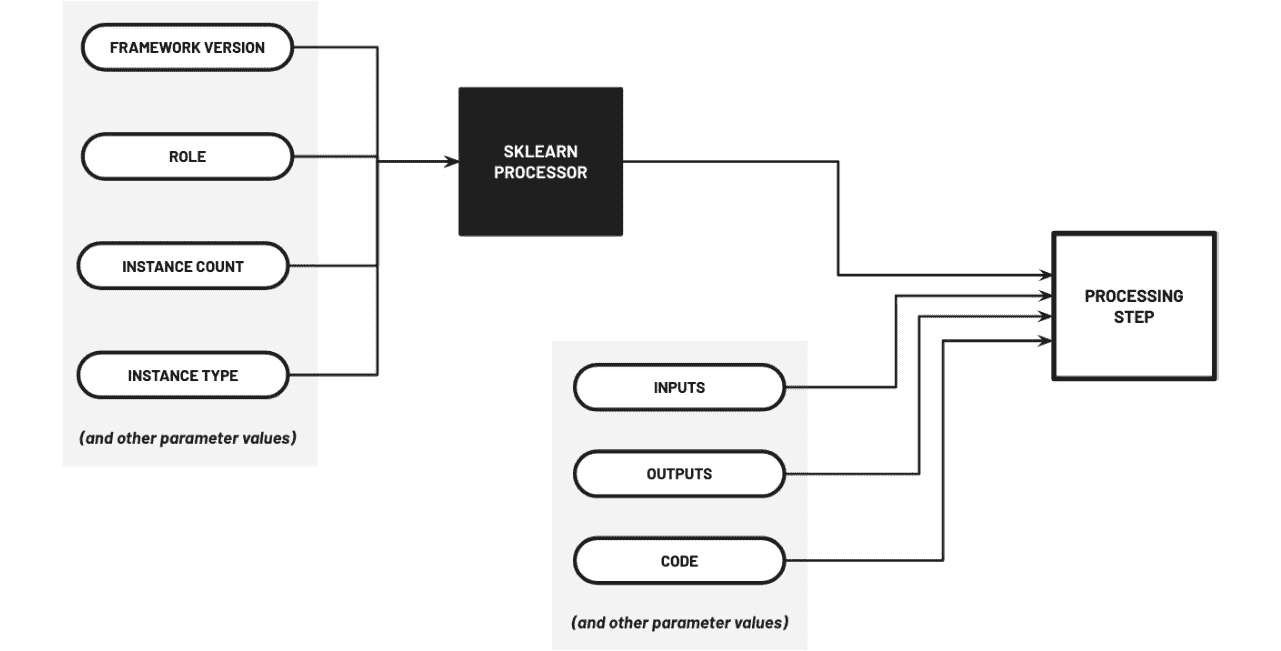 FRAMEWORK VERSION
ROLE
INSTANCE COUNT
INSTANCE TYPE
(and other parameter values)
SKLEARN
PROCESSOR
INPUTS
OUTPUTS
CODE
(and other parameter values)
PROCESSING
STEP